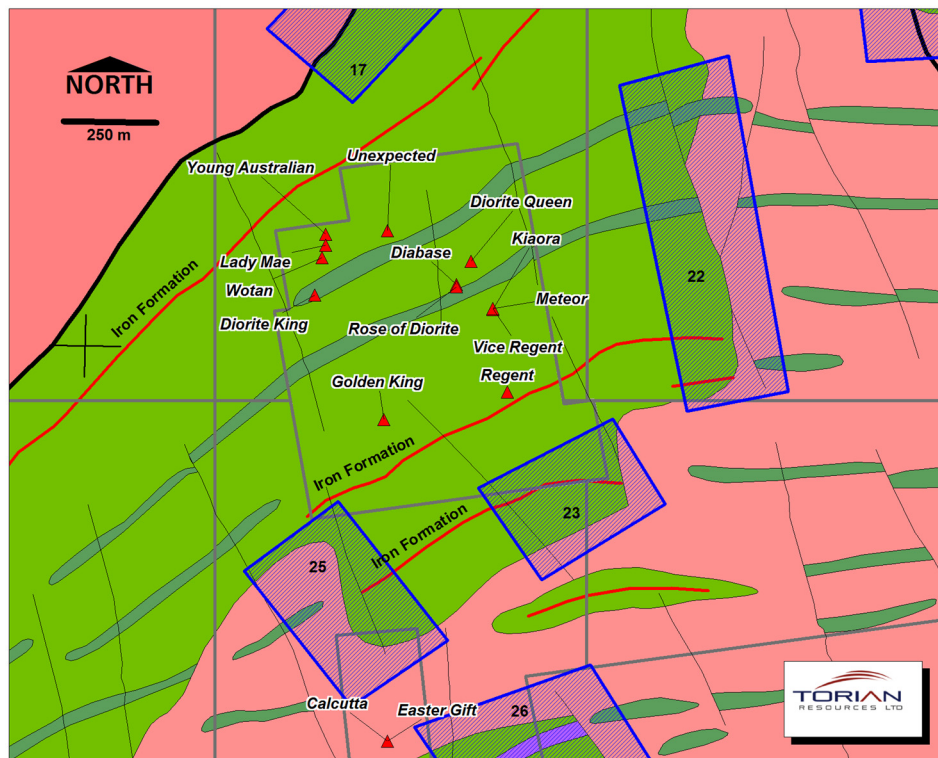 17
NORTH
250 m
Unexpected
Young Australian
Diorite Queen
Kiaora
Diabase
Lady Mae
22
Wotan
Meteor
Iron Formation
Diorite King
Rose of Diorite
Vice Regent
Regent
Golden King
Iron Formation
23
Iron Formation
25
TORIAN
RESOURCES LTD
Calcutta
Easter Gift
26